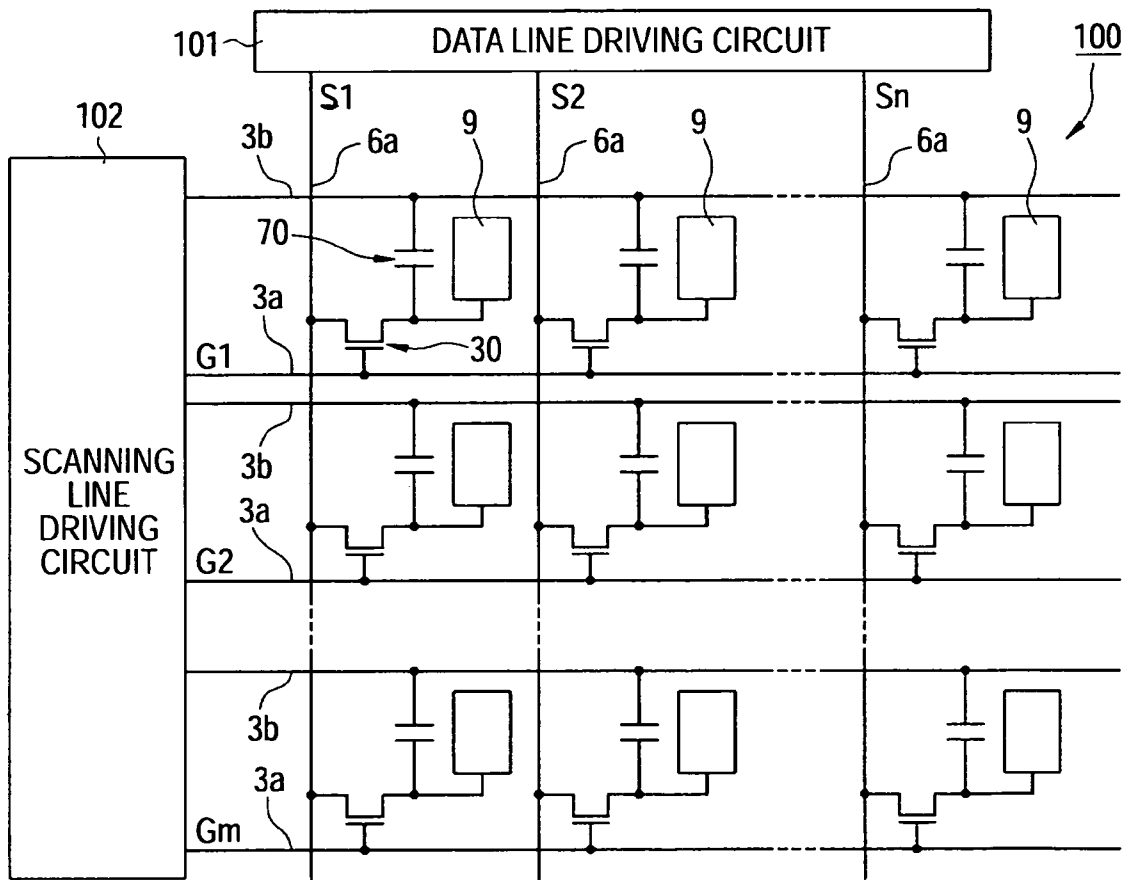 101
DATA LINE DRIVING CIRCUIT
100
S1
S2
Sn
102
9
9
9
6a
6a
6a
3b
70
3a
30
G1
3b
SCANNING
LINE
DRIVING
CIRCUIT
3a
G2
3b
3a
Gm